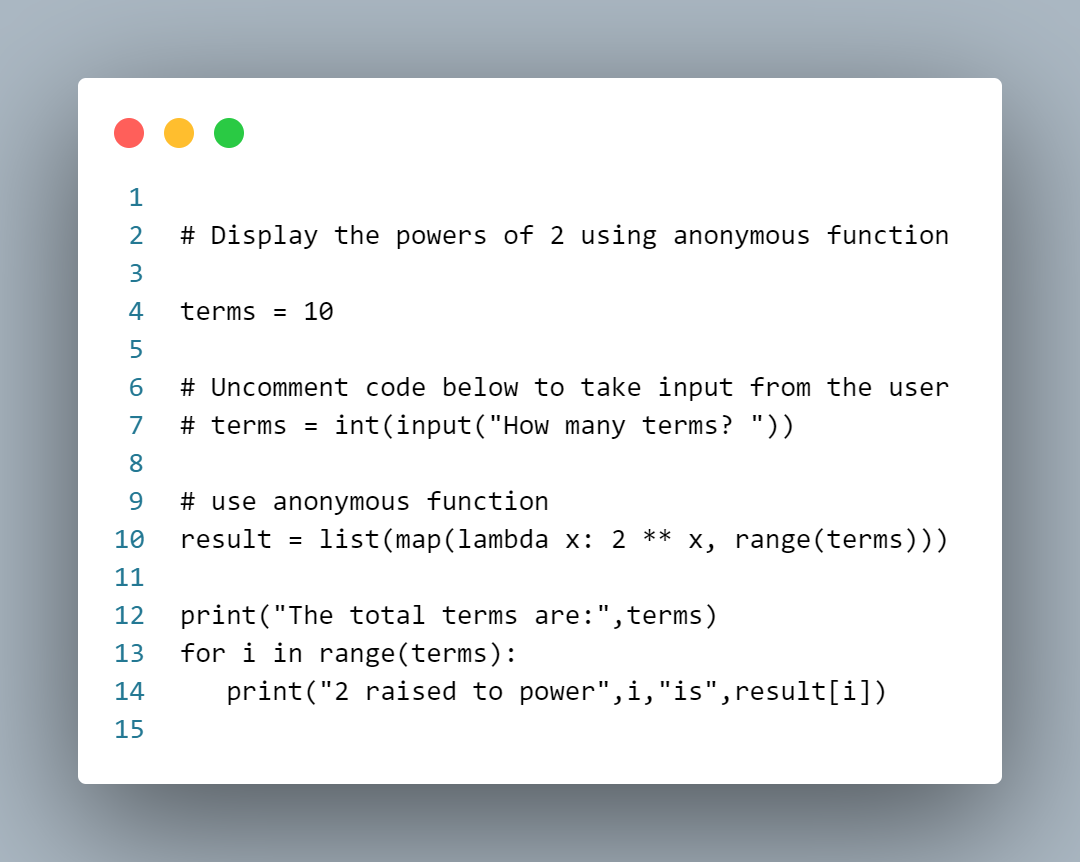 1
2 # Display the powers of 2 using anonymous function
3
4 terms = 10
5
6 # Uncomment code below to take input from the user
7 # terms = int(input("How many terms? "))
8
9 # use anonymous function
10 result = list(map(lambda x: 2 ** x, range(terms)))
11
12 print("The total terms are:",terms)
13 for i in range(terms):
14    print("2 raised to power",i,"is",result[i])
15